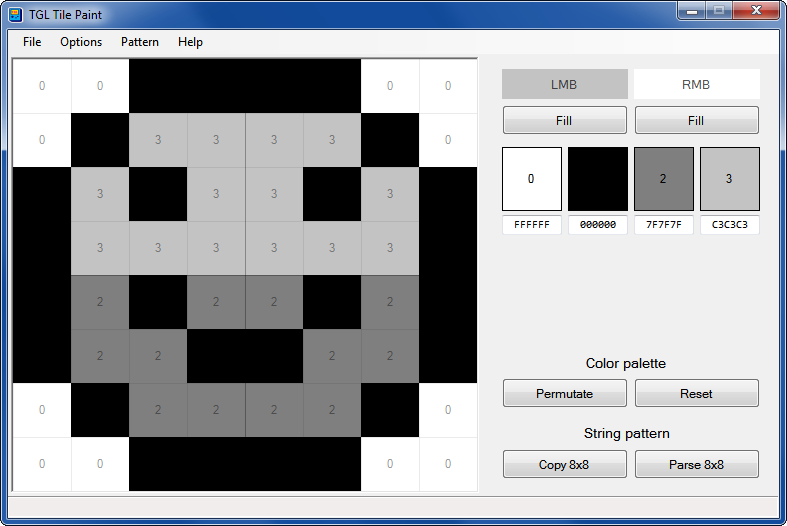 TGL Tile Paint
File Options Pattern Help
0 0 0 0
0 3 3 3 3 0
3 3 3 3
3 3 3 3 3 3
2 2 2 2
2 2 2 2
0 2 2 2 2 0
0 0 0 0
LMB RMB
Fill Fill
0 2 3
FFFFFF 000000 7F7F7F C3C3C3
Color palette
Permutate Reset
String pattern
Copy 8x8 Parse 8x8